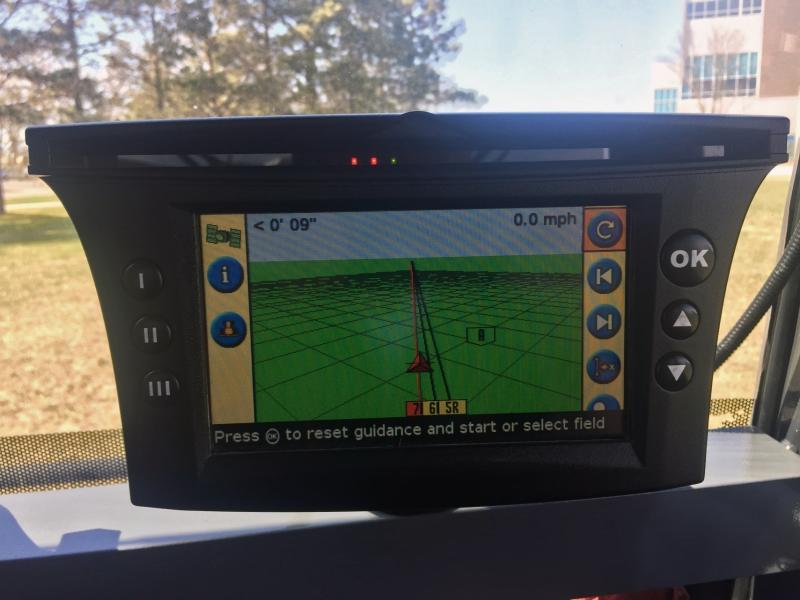 < 0' 09"
0.0 mph
i
OK
I
II
III
A
7 61 SR
Press OK to reset guidance and start or select field